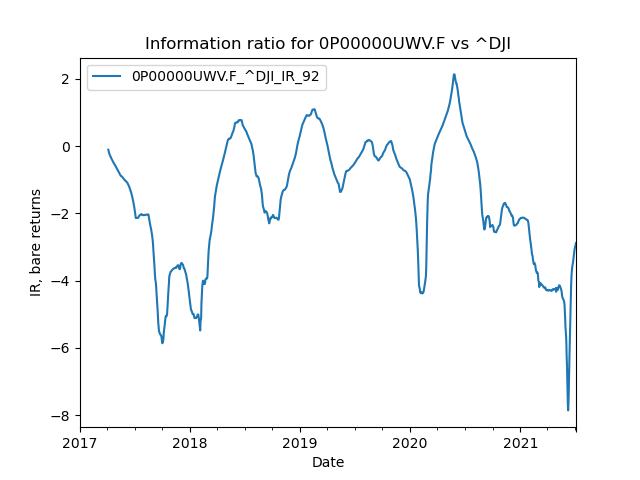 Information ratio for 0P00000UWV.F vs ^DJI
0P00000UWV.F_^DJI_IR_92
2
0
−2
−4
−6
−8
IR, bare returns
2017 2018 2019 2020 2021
Date